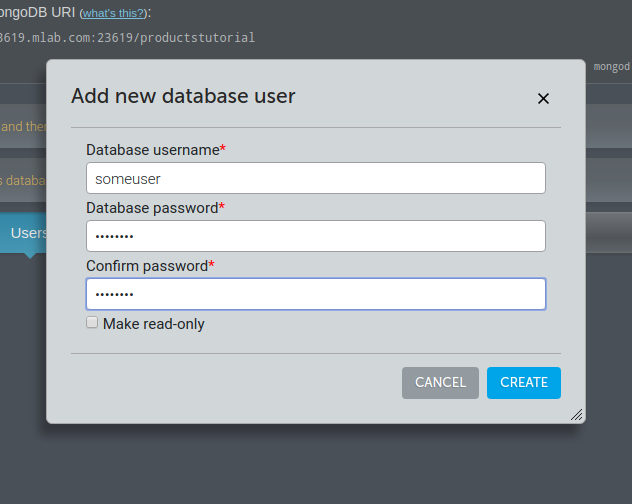 ongoDB URI (what's this?):
3619.mlab.com:23619/productstutorial
mongod
Add new database user
and then
Database username*
someuser
s databa
Database password*
••••••••
Users
Confirm password*
••••••••
Make read-only
CANCEL CREATE